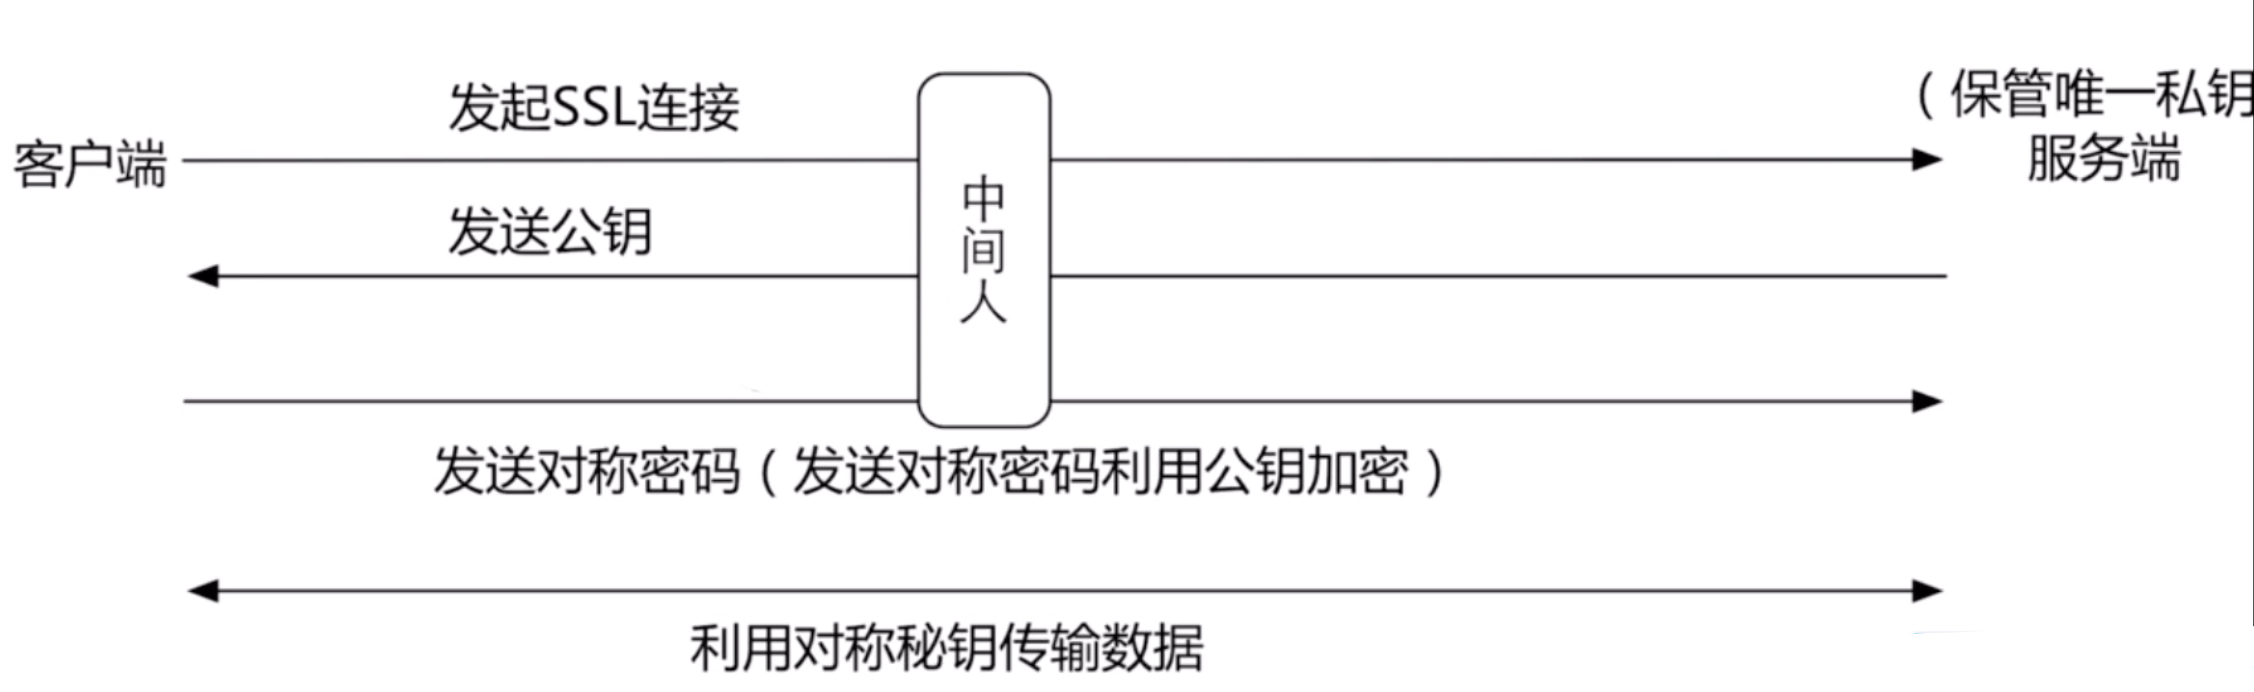 发起SSL连接
（保管唯一私钥
客户端
服务端
中间人
发送公钥
发送对称密码（发送对称密码利用公钥加密）
利用对称秘钥传输数据